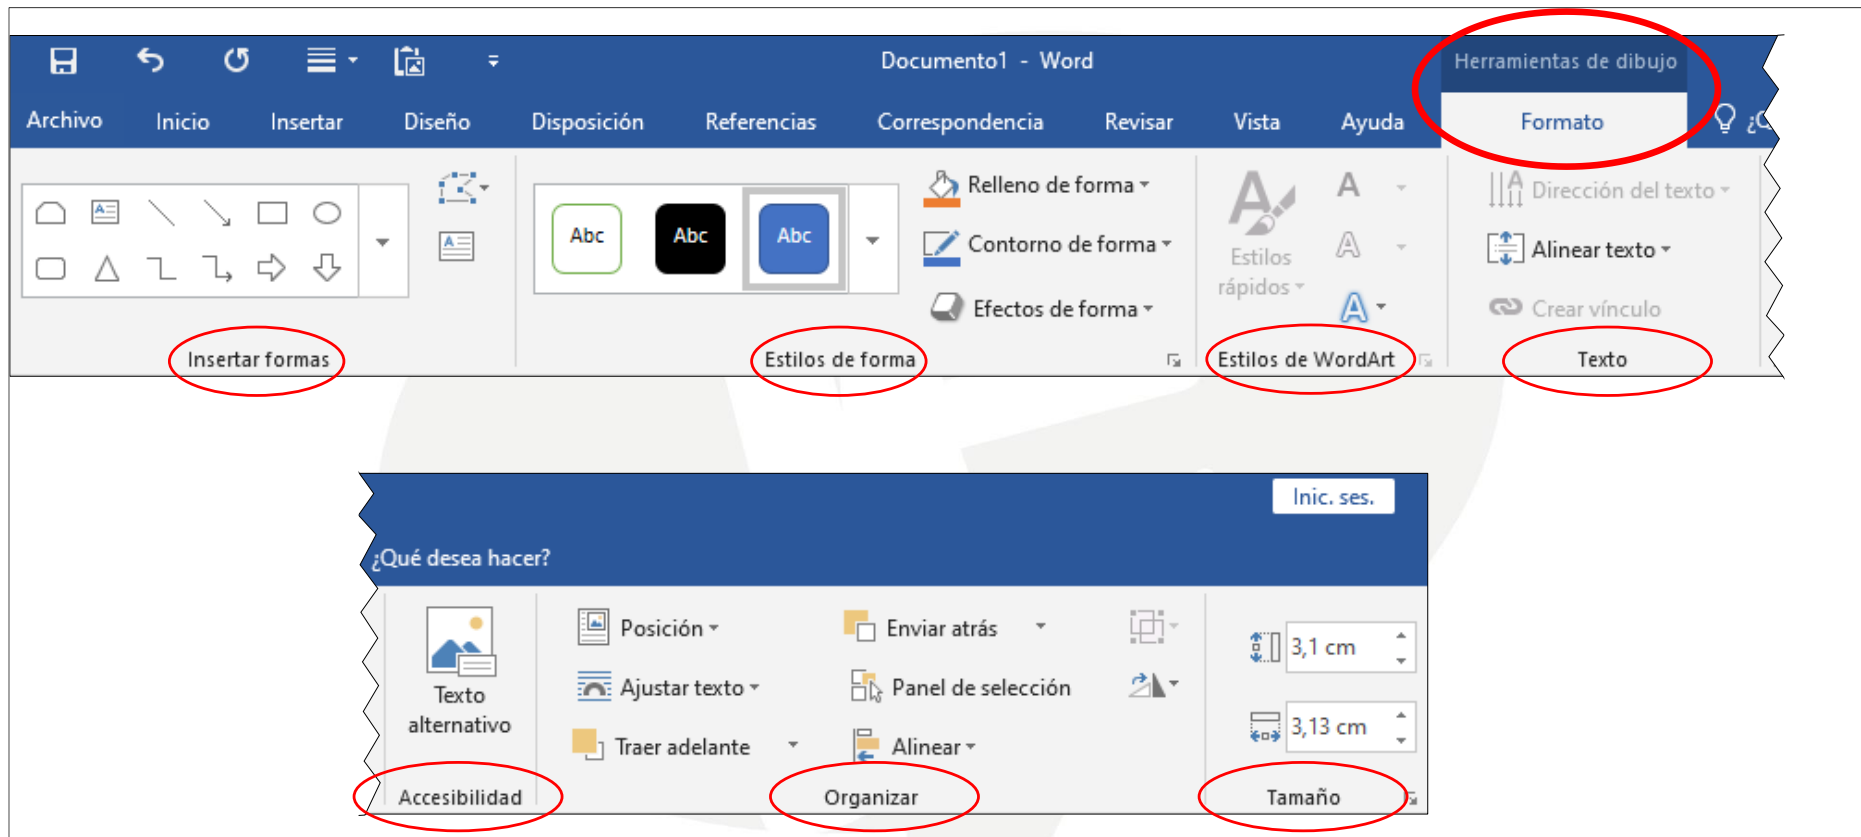 Documento1 - Word
Herramientas de dibujo
Archivo Inicio Insertar Diseño Disposición Referencias Correspondencia Revisar Vista Ayuda Formato
Relleno de forma
Contorno de forma
Efectos de forma
Abc Abc Abc
Estilos
rápidos
Dirección del texto
Alinear texto
Crear vínculo
Insertar formas Estilos de forma Estilos de WordArt Texto
Inic. ses.
¿Qué desea hacer?
Texto
alternativo
Posición
Ajustar texto
Traer adelante
Enviar atrás
Panel de selección
Alinear
3,1 cm
3,13 cm
Accesibilidad Organizar Tamaño